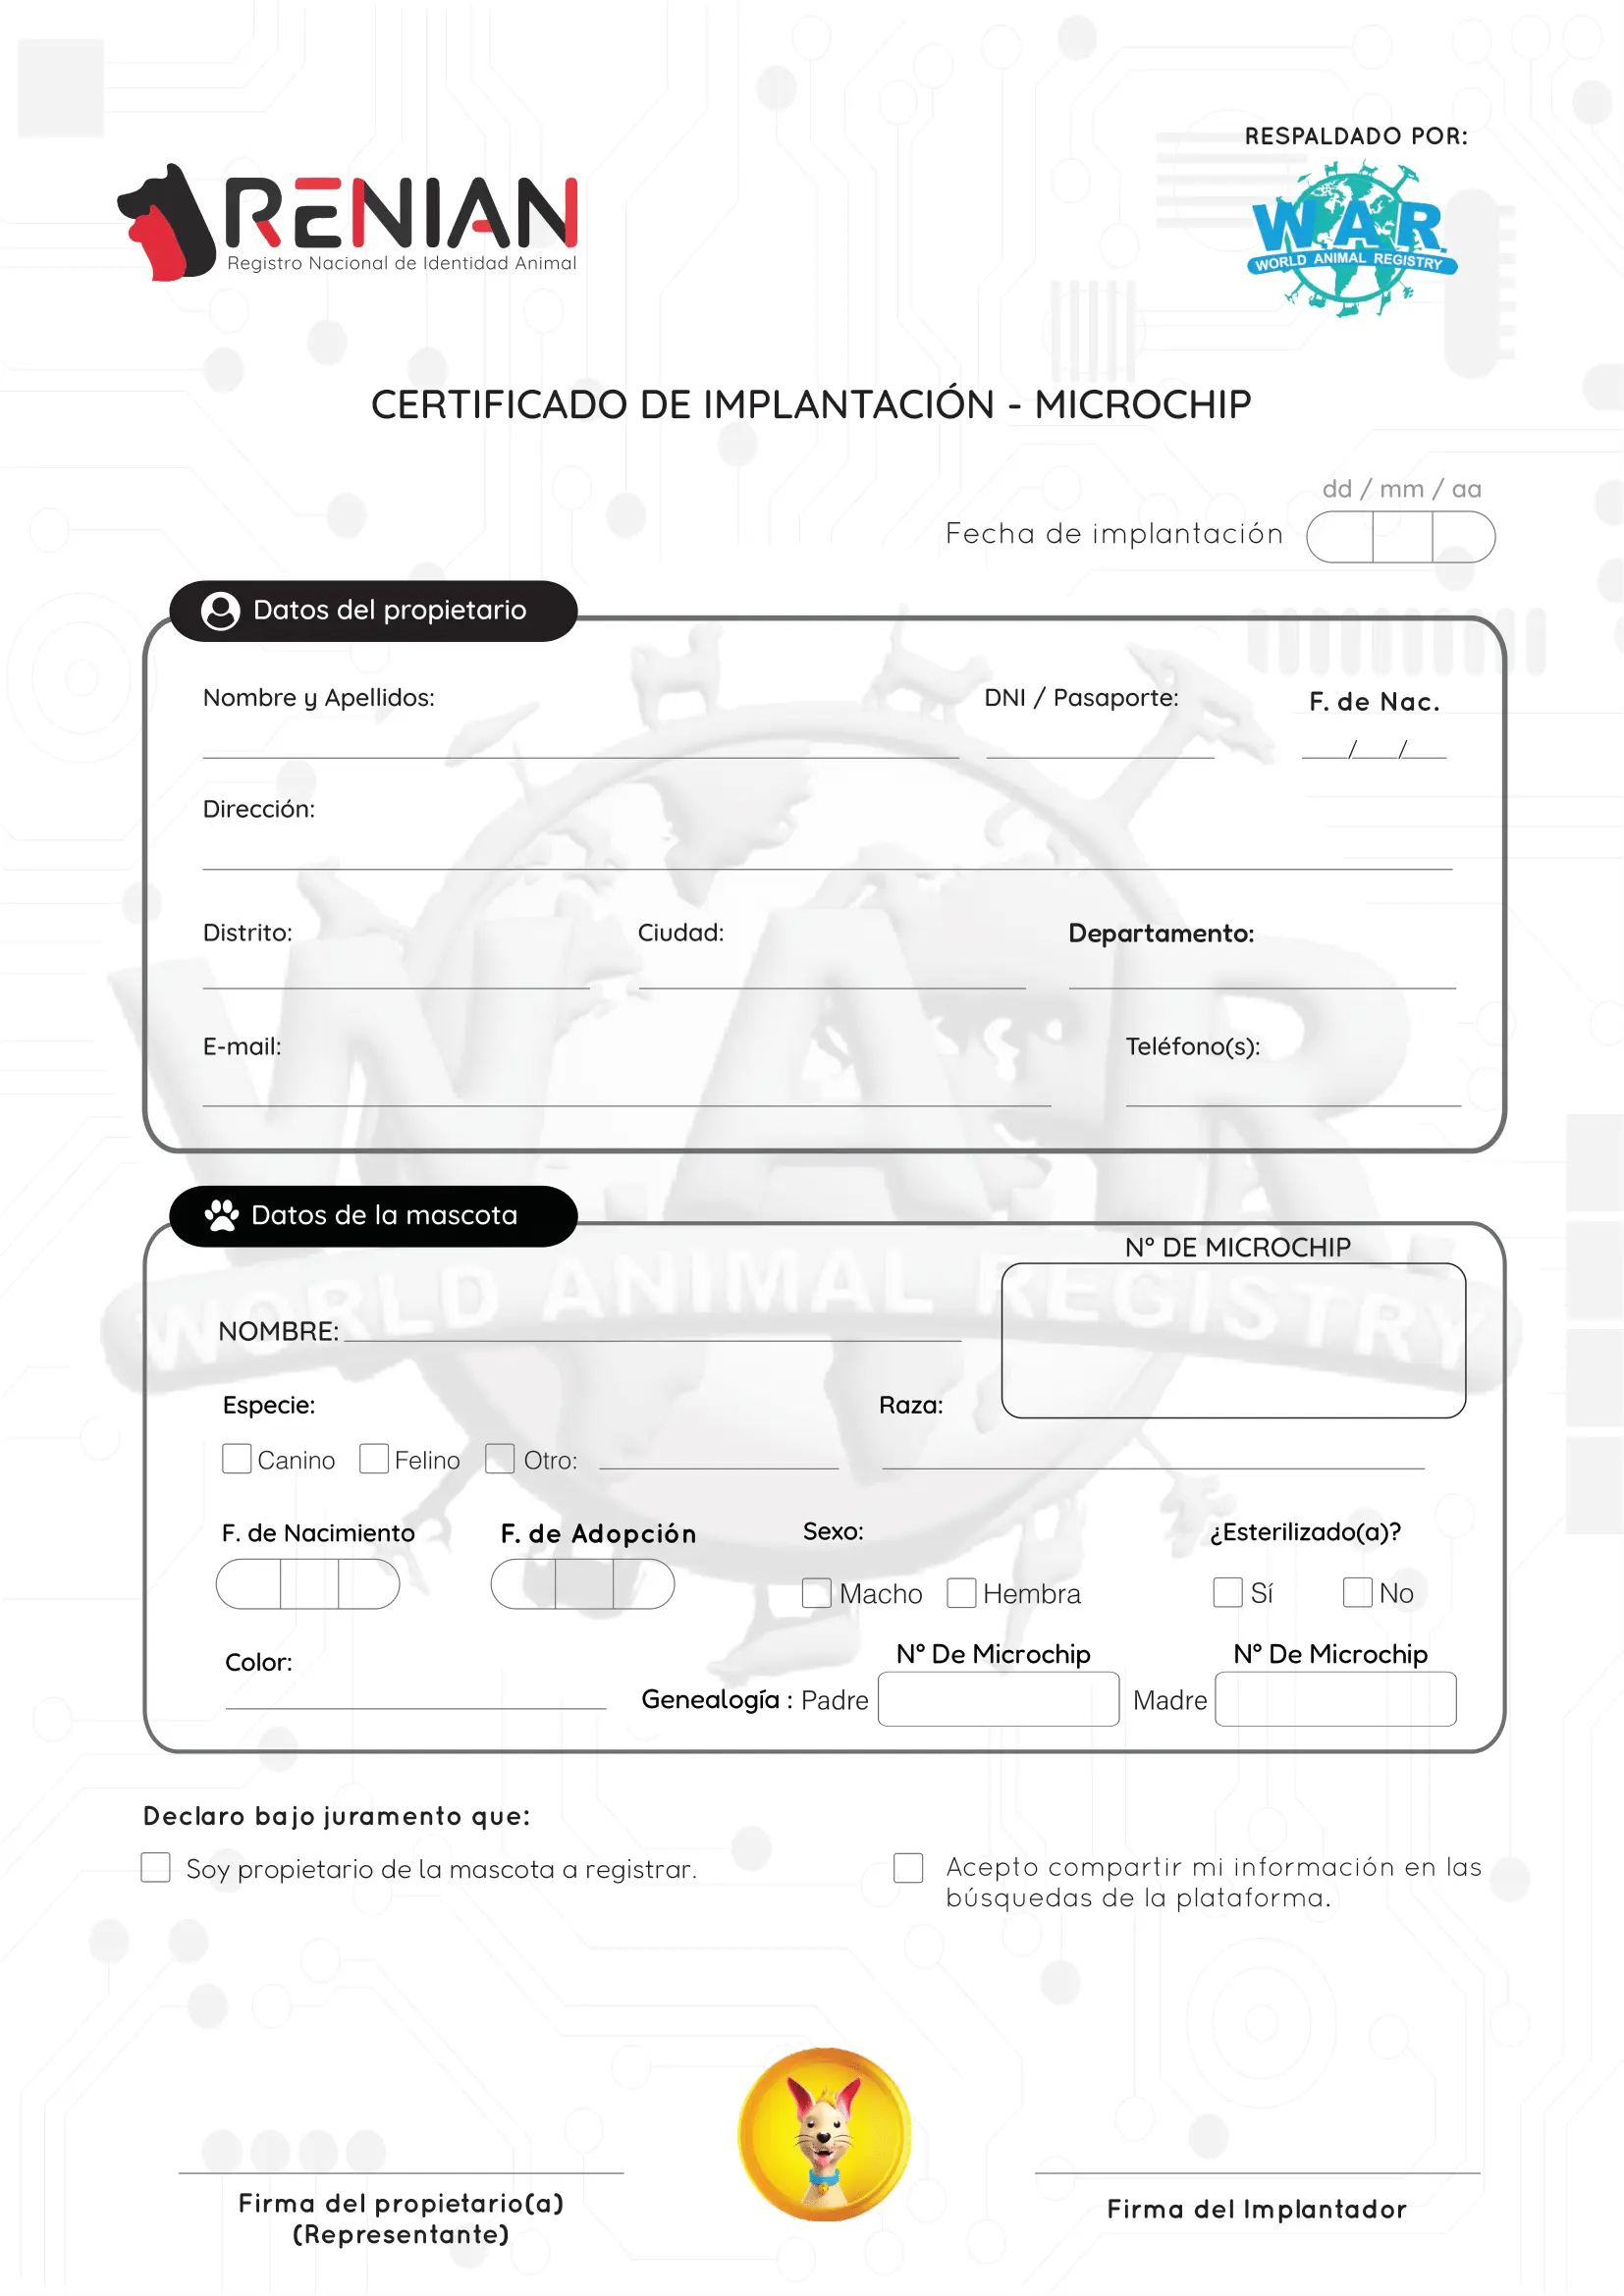 RESPALDADO POR:
RENIAN
Registro Nacional de Identidad Animal
W.A.R.
WORLD ANIMAL REGISTRY
CERTIFICADO DE IMPLANTACIÓN - MICROCHIP
dd / mm / aa
Fecha de implantación
Datos del propietario
Nombre y Apellidos: DNI / Pasaporte: F. de Nac.
/ /
Dirección:
Distrito: Ciudad: Departamento:
E-mail: Teléfono(s):
W.A.R.
WORLD ANIMAL REGISTRY
Datos de la mascota
N° DE MICROCHIP
NOMBRE:
Especie: Raza:
Canino Felino Otro:
F. de Nacimiento F. de Adopción Sexo: ¿Esterilizado(a)?
Macho Hembra Sí No
Color: N° De Microchip N° De Microchip
Genealogía : Padre Madre
Declaro bajo juramento que:
Soy propietario de la mascota a registrar.
Acepto compartir mi información en las
búsquedas de la plataforma.
Firma del propietario(a)
(Representante)
Firma del Implantador